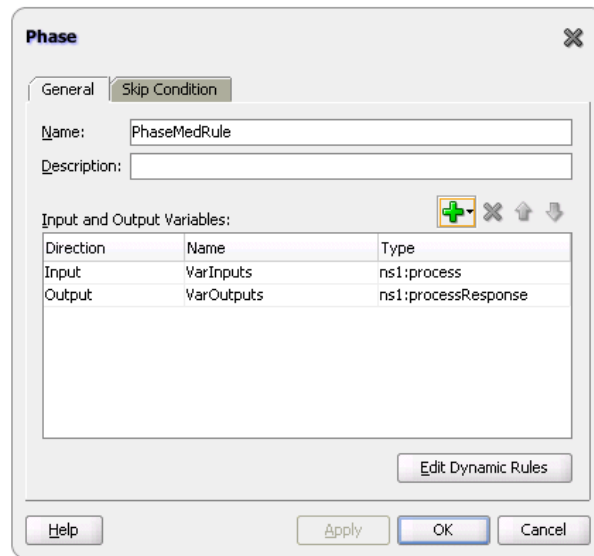 Phase
General Skip Condition
Name: PhaseMedRule
Description:
Input and Output Variables:
Direction Name Type
Input VarInputs ns1:process
Output VarOutputs ns1:processResponse
Edit Dynamic Rules
Help Apply OK Cancel